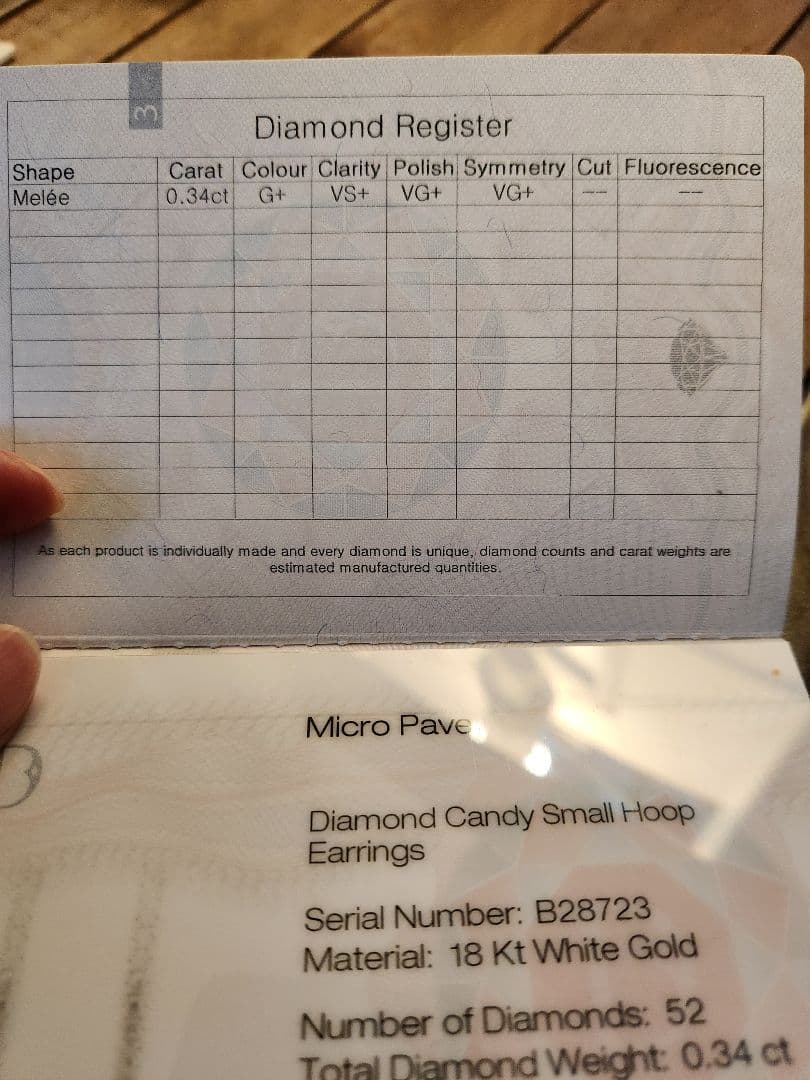 3
Diamond Register
Shape Carat Colour Clarity Polish Symmetry Cut Fluorescence
Melée 0.34ct G+ VS+ VG+ VG+ -- --
As each product is individually made and every diamond is unique, diamond counts and carat weights are
estimated manufactured quantities.
Micro Pave
Diamond Candy Small Hoop
Earrings
Serial Number: B28723
Material: 18 Kt White Gold
Number of Diamonds: 52
Total Diamond Weight: 0.34 ct